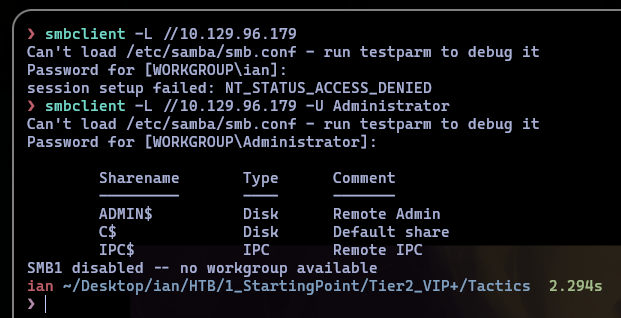 ❯ smbclient -L //10.129.96.179
Can't load /etc/samba/smb.conf - run testparm to debug it
Password for [WORKGROUP\ian]:
session setup failed: NT_STATUS_ACCESS_DENIED
❯ smbclient -L //10.129.96.179 -U Administrator
Can't load /etc/samba/smb.conf - run testparm to debug it
Password for [WORKGROUP\Administrator]:
Sharename Type Comment
--------- ---- -------
ADMIN$ Disk Remote Admin
C$ Disk Default share
IPC$ IPC Remote IPC
SMB1 disabled -- no workgroup available
ian ~/Desktop/ian/HTB/1_StartingPoint/Tier2_VIP+/Tactics 2.294s
❯